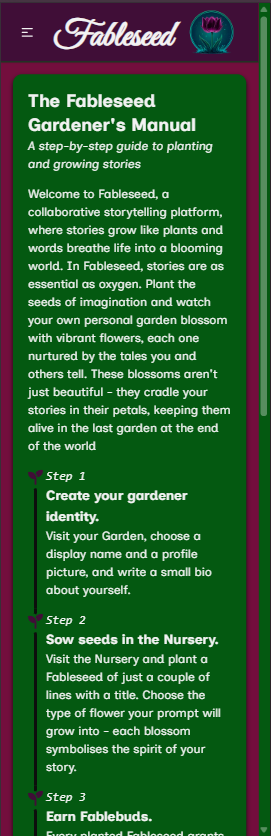 Fableseed
The Fableseed
Gardener's Manual
A step-by-step guide to planting
and growing stories
Welcome to Fableseed, a
collaborative storytelling platform,
where stories grow like plants and
words breathe life into a blooming
world. In Fableseed, stories are as
essential as oxygen. Plant the
seeds of imagination and watch
your own personal garden blossom
with vibrant flowers, each one
nurtured by the tales you and
others tell. These blossoms aren't
just beautiful - they cradle your
stories in their petals, keeping them
alive in the last garden at the end
of the world
Step 1
Create your gardener
identity.
Visit your Garden, choose a
display name and a profile
picture, and write a small bio
about yourself.
Step 2
Sow seeds in the Nursery.
Visit the Nursery and plant a
Fableseed of just a couple of
lines with a title. Choose the
type of flower your prompt will
grow into - each blossom
symbolises the spirit of your
story.
Step 3
Earn Fablebuds.
Every planted Fableseed grants